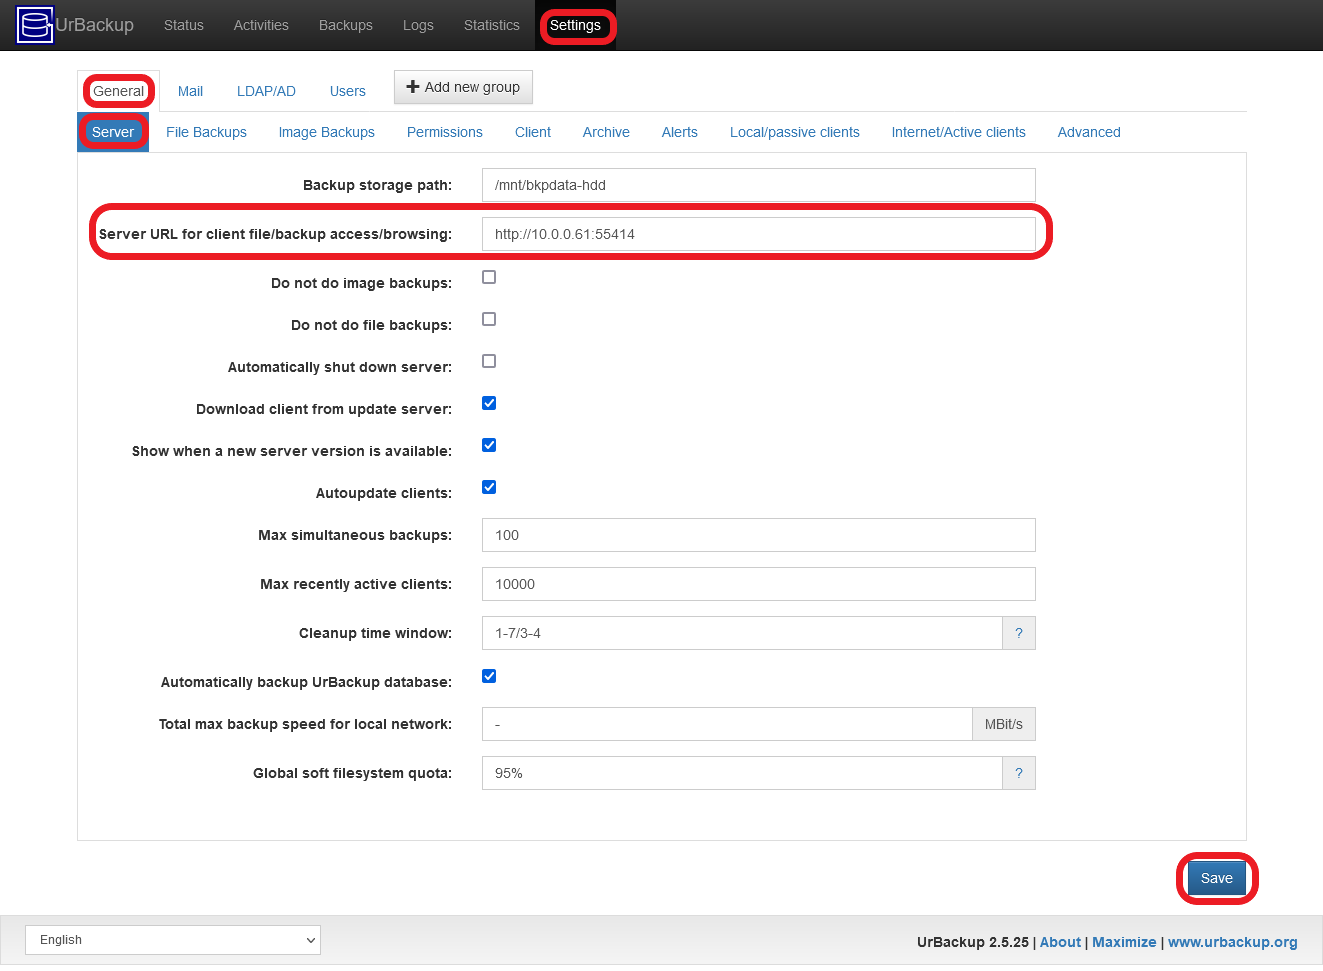 UrBackup Status Activities Backups Logs Statistics Settings
General Mail LDAP/AD Users Add new group
Server File Backups Image Backups Permissions Client Archive Alerts Local/passive clients Internet/Active clients Advanced
Backup storage path: /mnt/bkpdata-hdd
Server URL for client file/backup access/browsing: http://10.0.0.61:55414
Do not do image backups:
Do not do file backups:
Automatically shut down server:
Download client from update server:
Show when a new server version is available:
Autoupdate clients:
Max simultaneous backups: 100
Max recently active clients: 10000
Cleanup time window: 1-7/3-4 ?
Automatically backup UrBackup database:
Total max backup speed for local network: - MBit/s
Global soft filesystem quota: 95% ?
Save
English UrBackup 2.5.25 | About | Maximize | www.urbackup.org